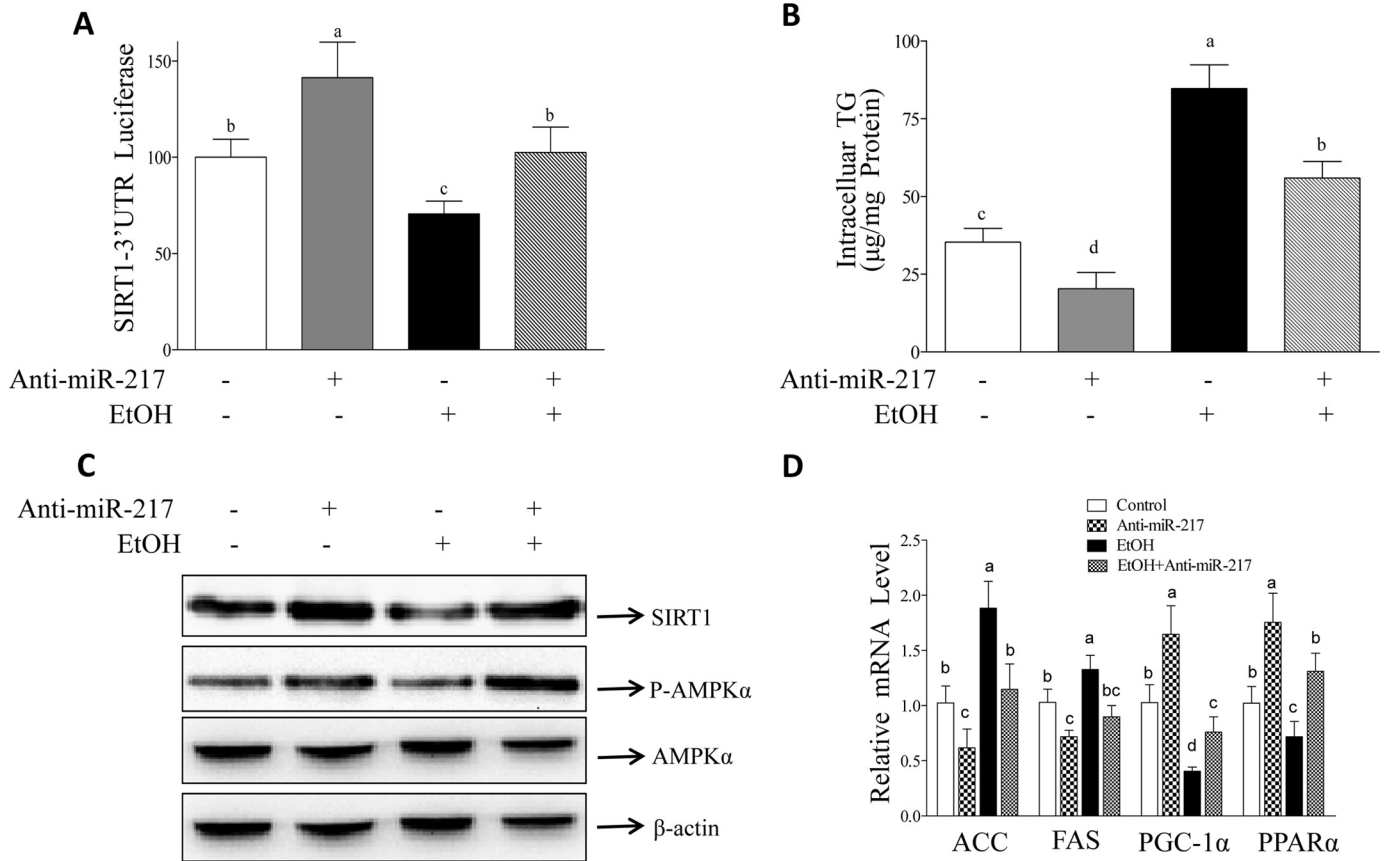 A
SIRT1-3’UTR Luciferase
150
100
50
0
b
a
c
b
Anti-miR-217 - + - +
EtOH - - + +
B
Intracelluar TG
(µg/mg Protein)
100
75
50
25
0
c
d
a
b
Anti-miR-217 - + - +
EtOH - - + +
C
Anti-miR-217 - + - +
EtOH - - + +
SIRT1
P-AMPKα
AMPKα
β-actin
D
Control
Anti-miR-217
EtOH
EtOH+Anti-miR-217
Relative mRNA Level
2.5
2.0
1.5
1.0
0.5
0.0
b c a b
b c a bc
b a d c
b a c b
ACC FAS PGC-1α PPARα